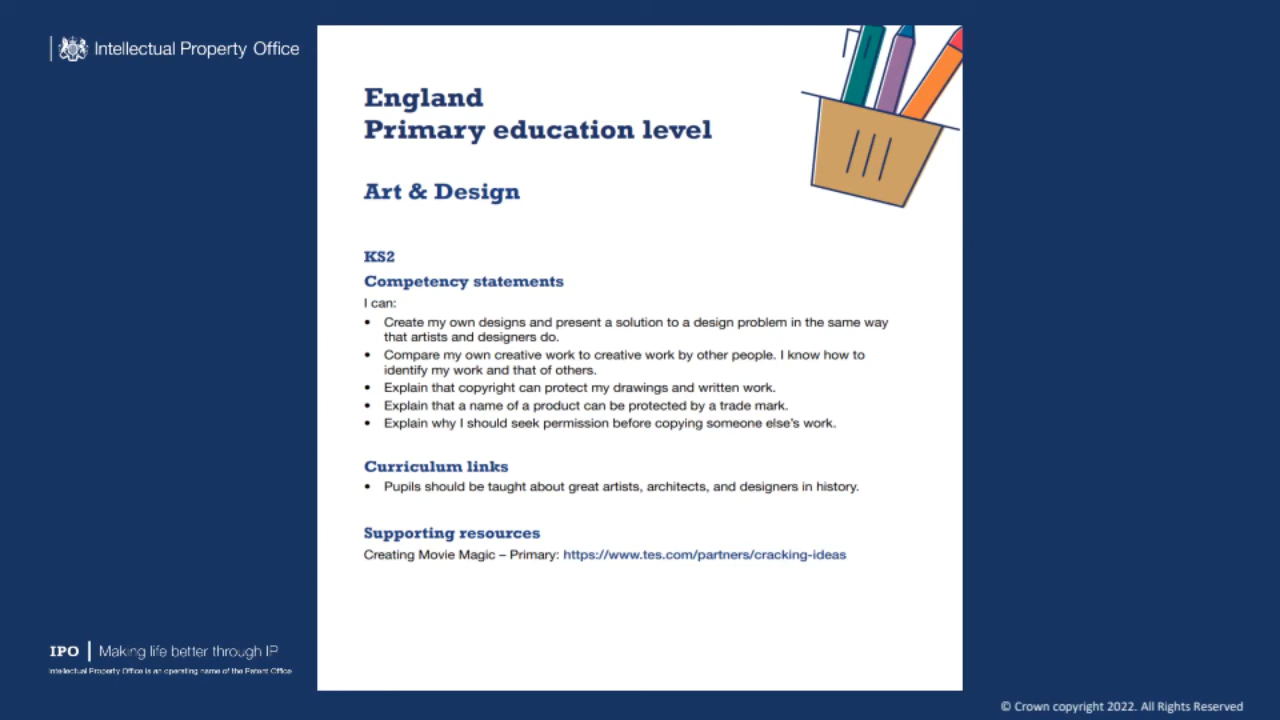 Intellectual Property Office
England
Primary education level
Art & Design
KS2
Competency statements
I can:
• Create my own designs and present a solution to a design problem in the same way
that artists and designers do.
• Compare my own creative work to creative work by other people. I know how to
identify my work and that of others.
• Explain that copyright can protect my drawings and written work.
• Explain that a name of a product can be protected by a trade mark.
• Explain why I should seek permission before copying someone else's work.
Curriculum links
• Pupils should be taught about great artists, architects, and designers in history.
Supporting resources
Creating Movie Magic – Primary: https://www.tes.com/partners/cracking-ideas
IPO | Making life better through IP
Intellectual Property Office is an operating name of the Patent Office
© Crown copyright 2022. All Rights Reserved